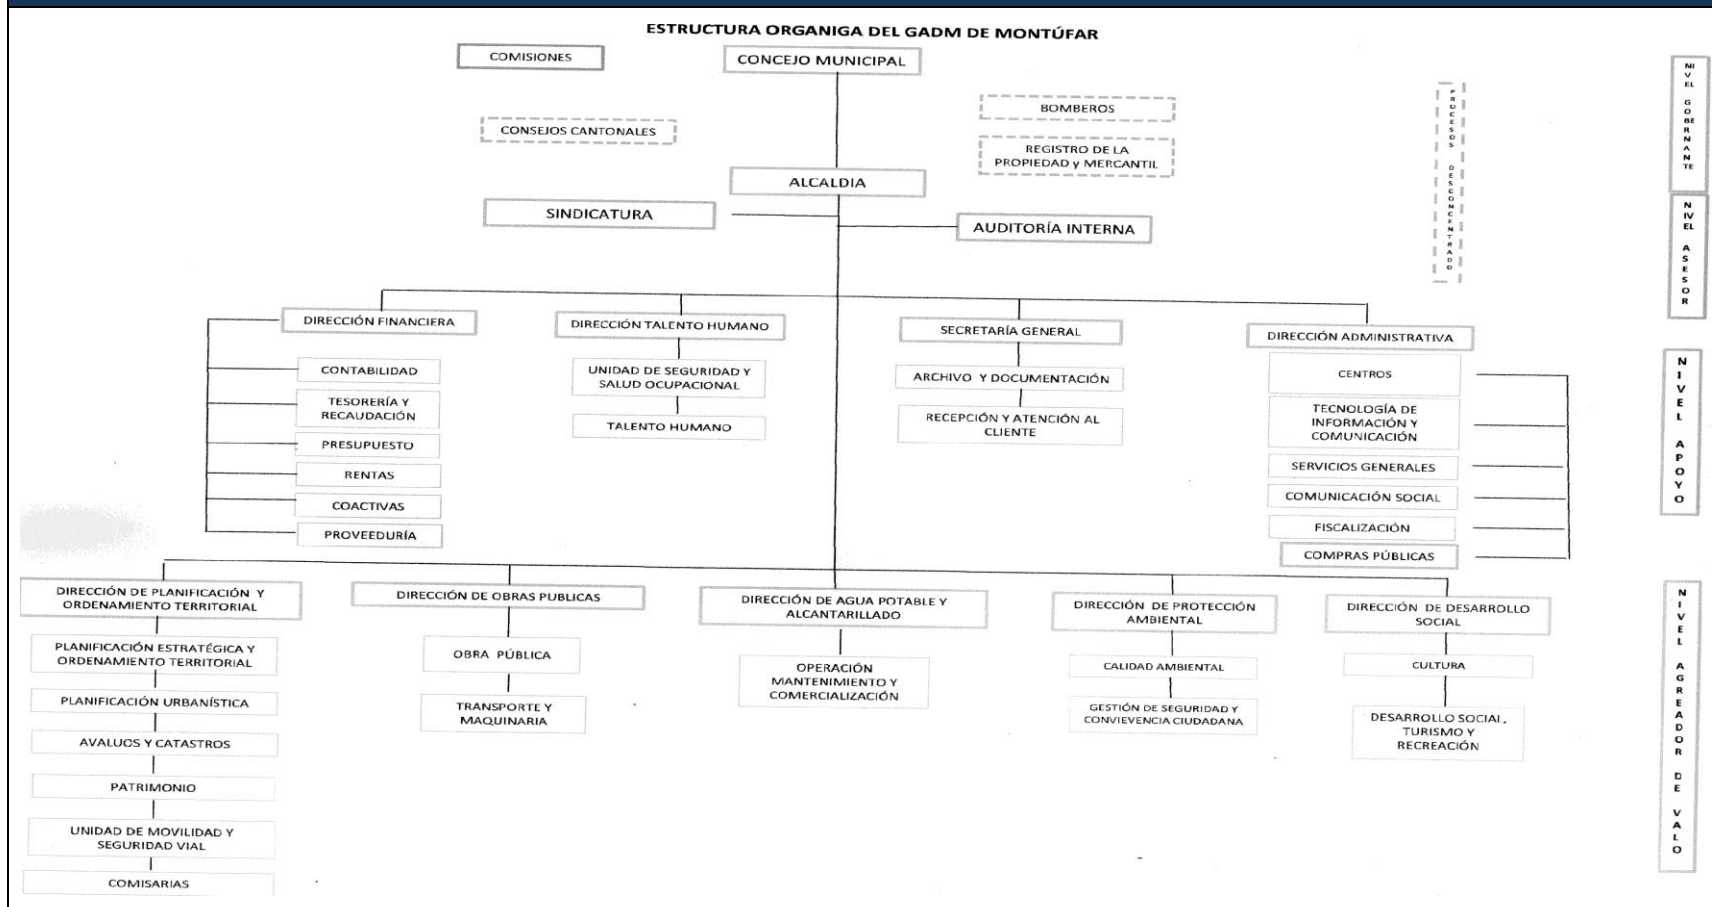 ESTRUCTURA ORGANIGA DEL GADM DE MONTÚFAR
COMISIONES
CONCEJO MUNICIPAL
BOMBEROS
CONSEJOS CANTONALES
REGISTRO DE LA
PROPIEDAD y MERCANTIL
PROCESOS DESCONCENTRADO
NIVEL GOBERNANTE
ALCALDIA
SINDICATURA
AUDITORÍA INTERNA
NIVEL ASESOR
DIRECCIÓN FINANCIERA
CONTABILIDAD
TESORERÍA Y
RECAUDACIÓN
PRESUPUESTO
RENTAS
COACTIVAS
PROVEEDURÍA
DIRECCIÓN TALENTO HUMANO
UNIDAD DE SEGURIDAD Y
SALUD OCUPACIONAL
TALENTO HUMANO
SECRETARÍA GENERAL
ARCHIVO Y DOCUMENTACIÓN
RECEPCIÓN Y ATENCIÓN AL
CLIENTE
DIRECCIÓN ADMINISTRATIVA
CENTROS
TECNOLOGÍA DE
INFORMACIÓN Y
COMUNICACIÓN
SERVICIOS GENERALES
COMUNICACIÓN SOCIAL
FISCALIZACIÓN
COMPRAS PÚBLICAS
NIVEL APOYO
DIRECCIÓN DE PLANIFICACIÓN Y
ORDENAMIENTO TERRITORIAL
PLANIFICACIÓN ESTRATÉGICA Y
ORDENAMIENTO TERRITORIAL
PLANIFICACIÓN URBANÍSTICA
AVALUOS Y CATASTROS
PATRIMONIO
UNIDAD DE MOVILIDAD Y
SEGURIDAD VIAL
COMISARIAS
DIRECCIÓN DE OBRAS PUBLICAS
OBRA PÚBLICA
TRANSPORTE Y
MAQUINARIA
DIRECCIÓN DE AGUA POTABLE Y
ALCANTARILLADO
OPERACIÓN
MANTENIMIENTO Y
COMERCIALIZACIÓN
DIRECCIÓN DE PROTECCIÓN
AMBIENTAL
CALIDAD AMBIENTAL
GESTIÓN DE SEGURIDAD Y
CONVIEVENCIA CIUDADANA
DIRECCIÓN DE DESARROLLO
SOCIAL
CULTURA
DESARROLLO SOCIAL,
TURISMO Y
RECREACIÓN
NIVEL AGREADOR DE VALO